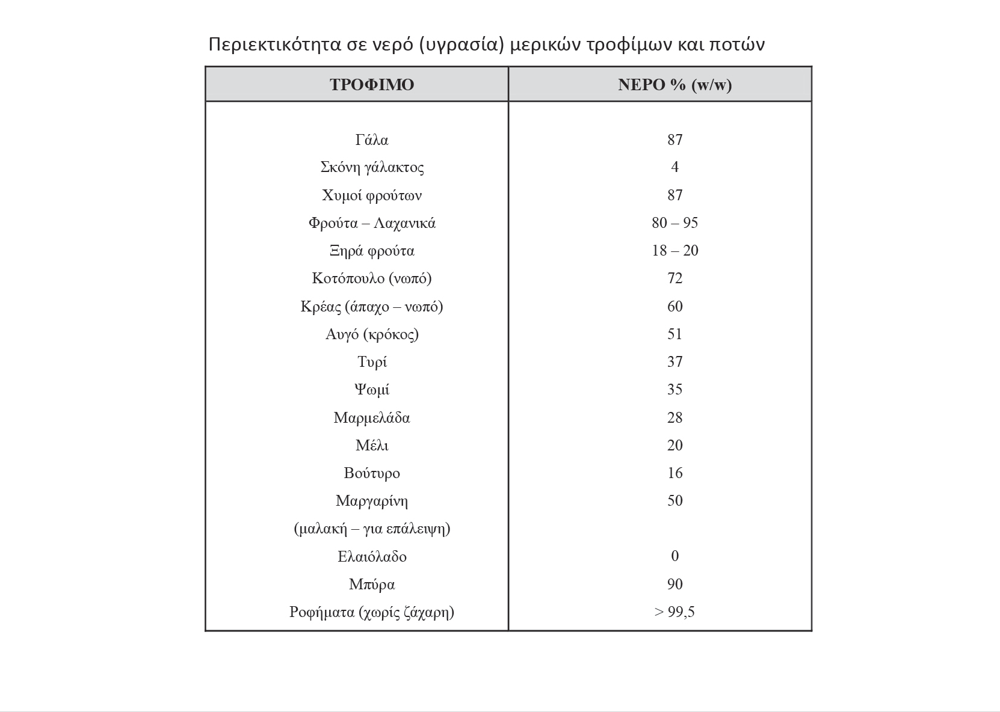 Περιεκτικότητα σε νερό (υγρασία) μερικών τροφίμων και ποτών
ΤΡΟΦΙΜΟ ΝΕΡΟ % (w/w)
Γάλα 87
Σκόνη γάλακτος 4
Χυμοί φρούτων 87
Φρούτα – Λαχανικά 80 – 95
Ξηρά φρούτα 18 – 20
Κοτόπουλο (νωπό) 72
Κρέας (άπαχο – νωπό) 60
Αυγό (κρόκος) 51
Τυρί 37
Ψωμί 35
Μαρμελάδα 28
Μέλι 20
Βούτυρο 16
Μαργαρίνη 50
(μαλακή – για επάλειψη)
Ελαιόλαδο 0
Μπύρα 90
Ροφήματα (χωρίς ζάχαρη) > 99,5